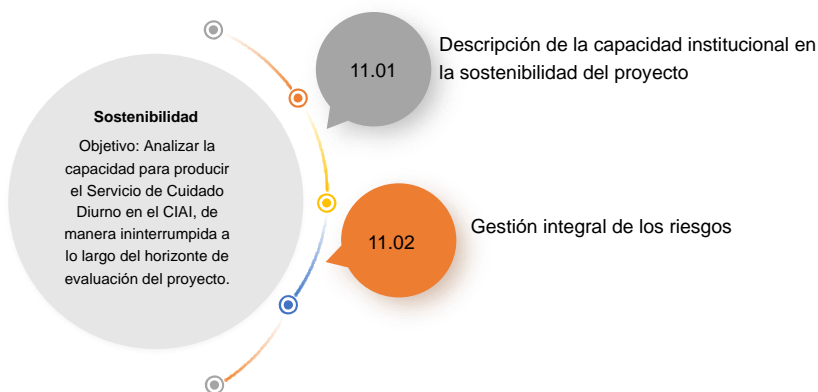 Sostenibilidad
Objetivo: Analizar la
capacidad para producir
el Servicio de Cuidado
Diurno en el CIAI, de
manera ininterrumpida a
lo largo del horizonte de
evaluación del proyecto.
11.01
Descripción de la capacidad institucional en
la sostenibilidad del proyecto
11.02
Gestión integral de los riesgos